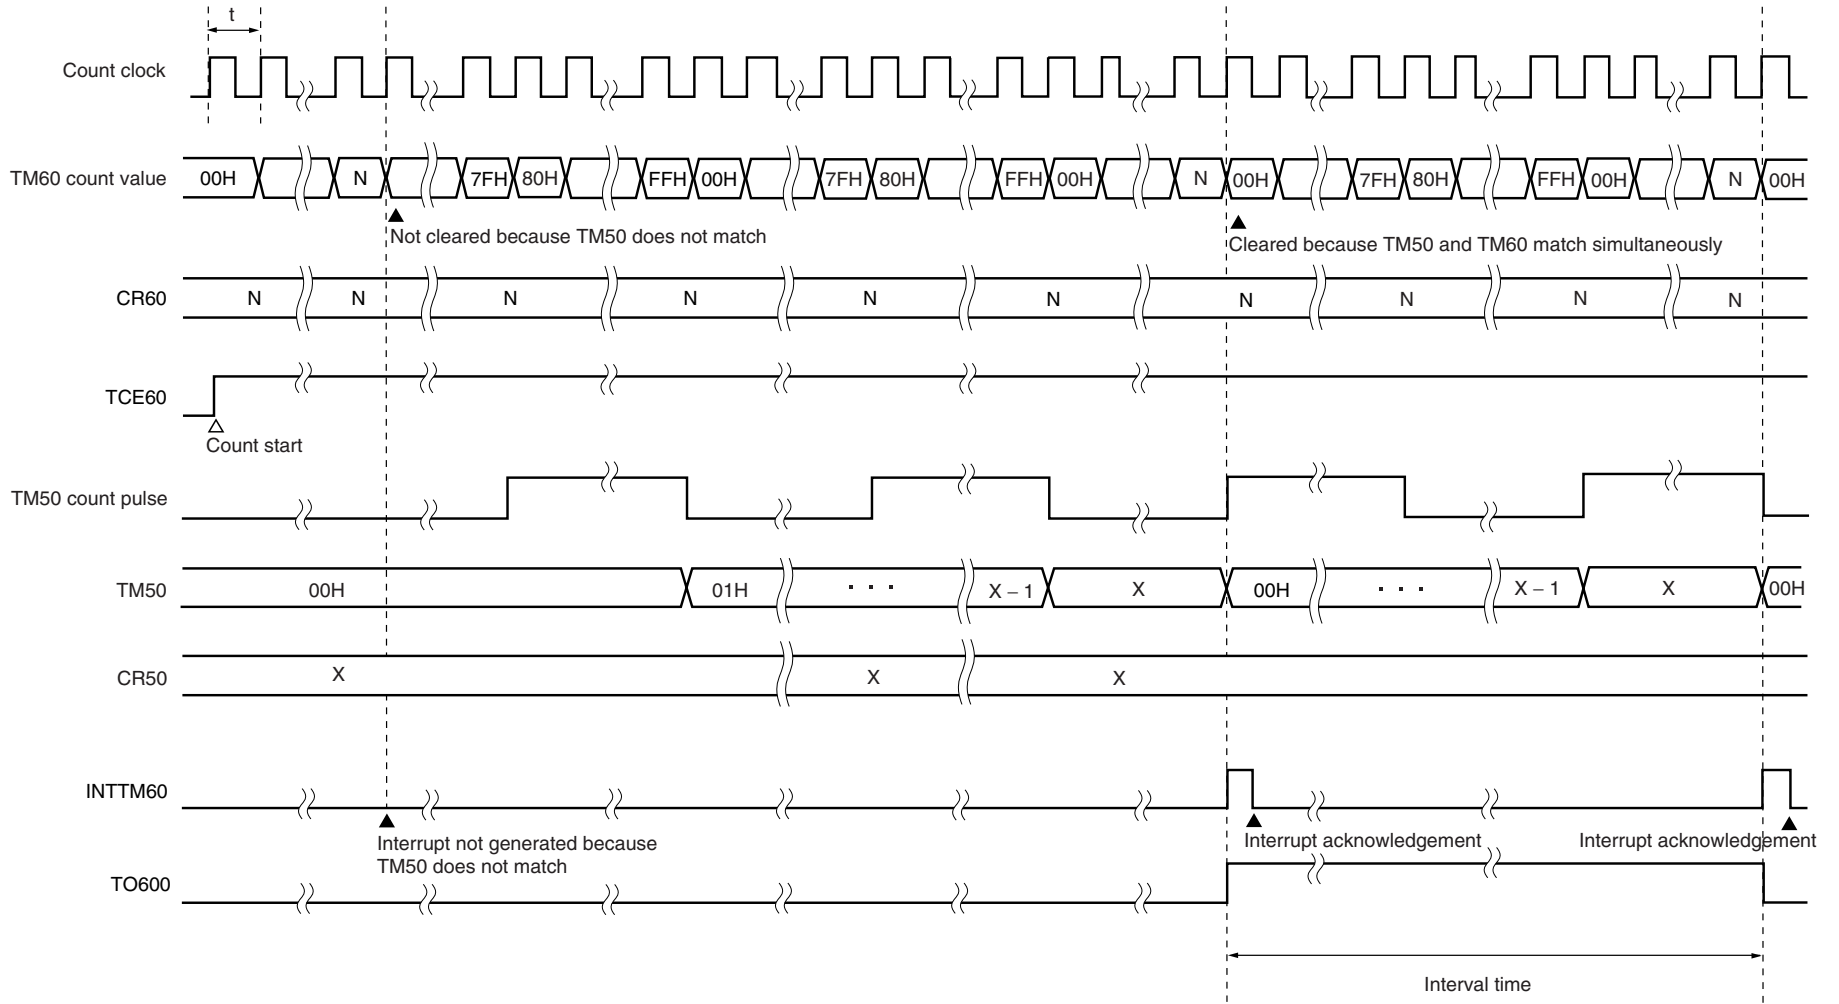 t
Count clock
TM60 count value 00H N 7FH 80H FFH 00H 7FH 80H FFH 00H N 00H 7FH 80H FFH 00H N 00H
Not cleared because TM50 does not match
Cleared because TM50 and TM60 match simultaneously
CR60 N N N N N N N N N N
TCE60
Count start
TM50 count pulse
TM50 00H 01H · · · X – 1 X 00H · · · X – 1 X 00H
CR50 X X X
INTTM60
Interrupt not generated because
TM50 does not match
Interrupt acknowledgement
Interrupt acknowledgement
TO600
Interval time